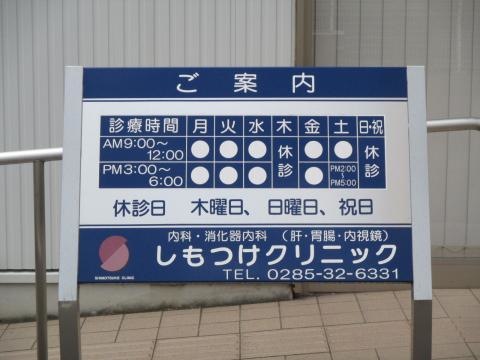 ご案内
診療時間 月 火 水 木 金 土 日・祝
AM9:00〜12:00 ● ● ● 休診 ● ● 休診
PM3:00〜6:00 ● ● ● ● PM2:00〜PM5:00
休診日 木曜日、日曜日、祝日
内科・消化器内科 (肝・胃腸・内視鏡)
しもつけクリニック
SHIMOTSUKE CLINIC
TEL. 0285-32-6331